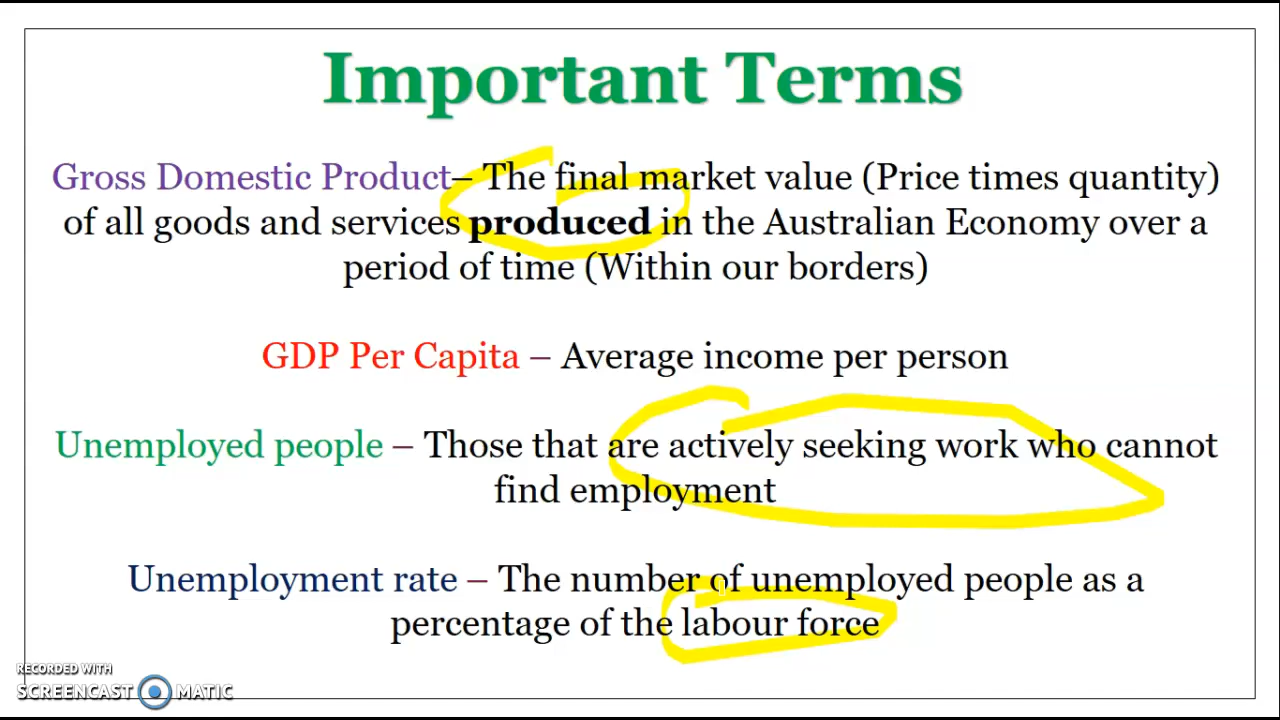 Important Terms
Gross Domestic Product– The final market value (Price times quantity)
of all goods and services produced in the Australian Economy over a
period of time (Within our borders)
GDP Per Capita – Average income per person
Unemployed people – Those that are actively seeking work who cannot
find employment
Unemployment rate – The number of unemployed people as a
percentage of the labour force
RECORDED WITH
SCREENCAST MATIC